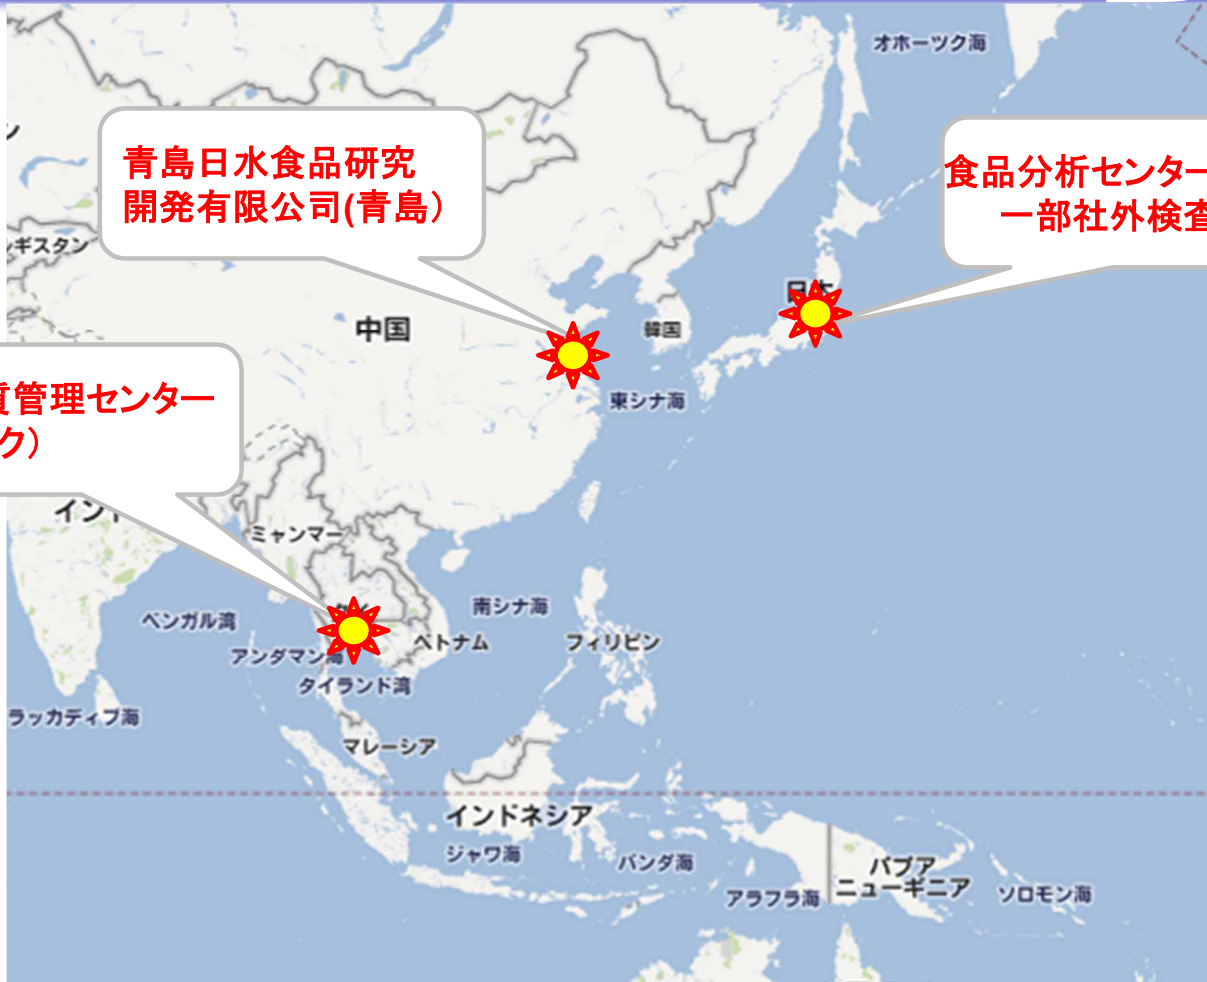 オホーツク海
青島日水食品研究
開発有限公司(青島）
食品分析センター
一部社外検査
ギスタン
日本
中国
韓国
質管理センター
ク）
東シナ海
インド
ミャンマー
タイ
南シナ海
ベンガル湾
ベトナム
フィリピン
アンダマン海
タイランド湾
ラッカディブ海
マレーシア
インドネシア
ジャワ海
バンダ海
パプア
ニューギニア
アラフラ海
ソロモン海